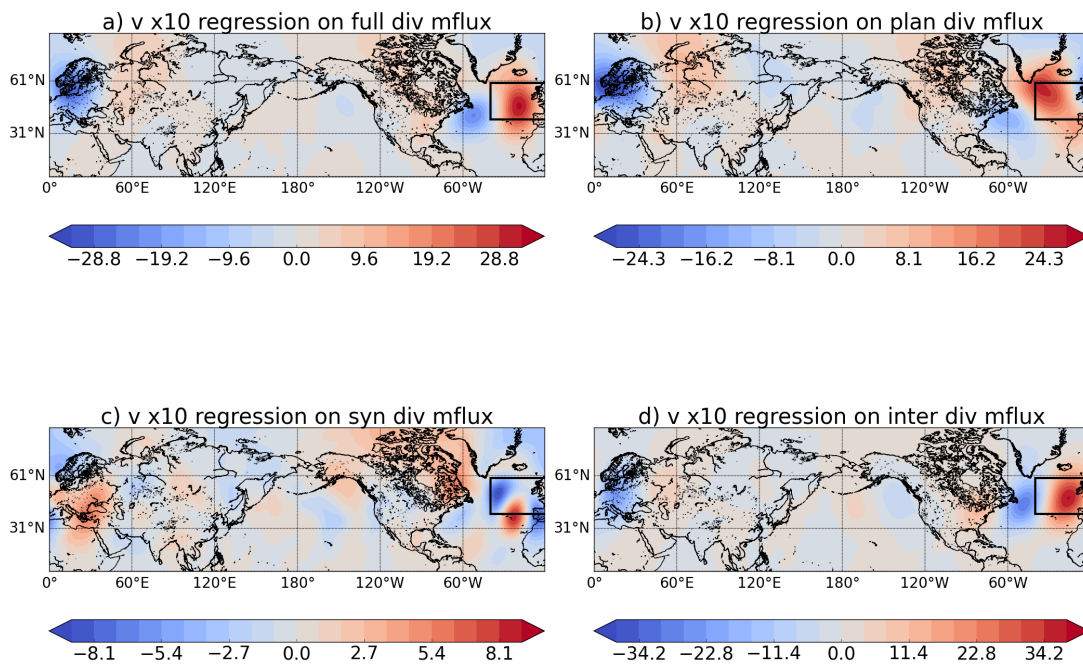 a) v x10 regression on full div mflux
61°N
31°N
0° 60°E 120°E 180° 120°W 60°W
−28.8 −19.2 −9.6 0.0 9.6 19.2 28.8
b) v x10 regression on plan div mflux
61°N
31°N
0° 60°E 120°E 180° 120°W 60°W
−24.3 −16.2 −8.1 0.0 8.1 16.2 24.3
c) v x10 regression on syn div mflux
61°N
31°N
0° 60°E 120°E 180° 120°W 60°W
−8.1 −5.4 −2.7 0.0 2.7 5.4 8.1
d) v x10 regression on inter div mflux
61°N
31°N
0° 60°E 120°E 180° 120°W 60°W
−34.2 −22.8 −11.4 0.0 11.4 22.8 34.2